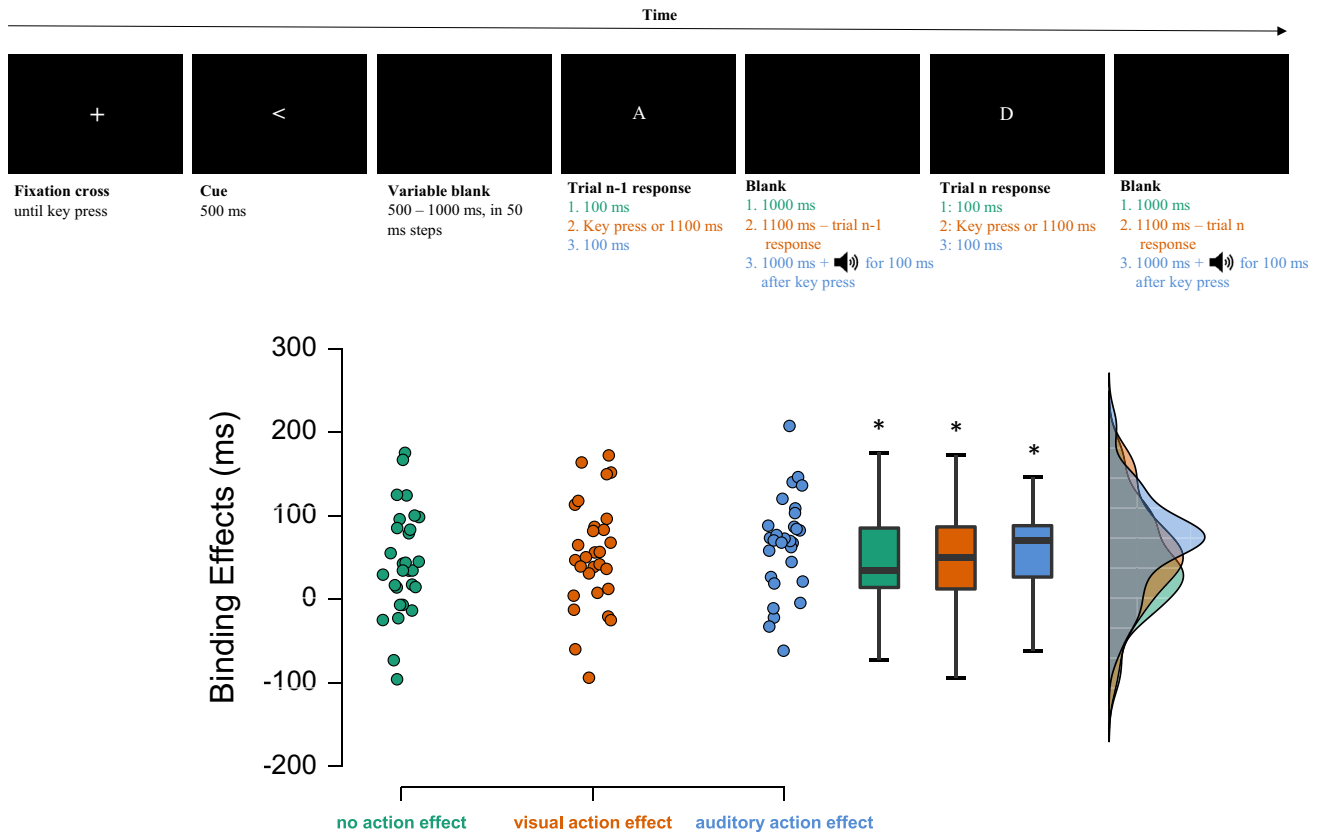 Time
+
<
A
D
Fixation cross
until key press
Cue
500 ms
Variable blank
500 – 1000 ms, in 50
ms steps
Trial n-1 response
1. 100 ms
2. Key press or 1100 ms
3. 100 ms
Blank
1. 1000 ms
2. 1100 ms – trial n-1
response
3. 1000 ms + for 100 ms
after key press
Trial n response
1: 100 ms
2: Key press or 1100 ms
3: 100 ms
Blank
1. 1000 ms
2. 1100 ms – trial n
response
3. 1000 ms + for 100 ms
after key press
Binding Effects (ms)
300
200
100
0
-100
-200
* * *
no action effect
visual action effect
auditory action effect